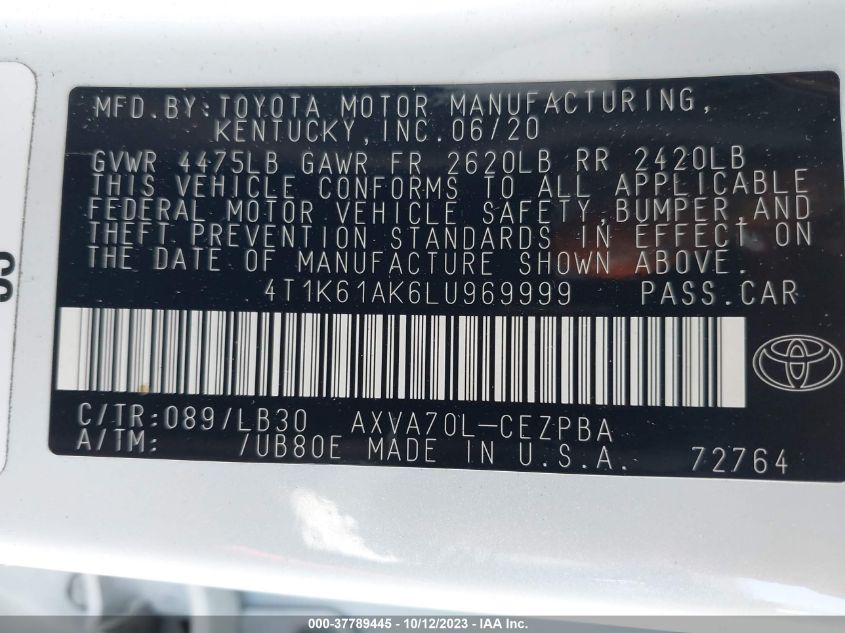 MFD.BY:TOYOTA MOTOR MANUFACTURING,
KENTUCKY,INC.06/20
GVWR 4475LB GAWR FR 2620LB RR 2420LB
THIS VEHICLE CONFORMS TO ALL APPLICABLE
FEDERAL MOTOR VEHICLE SAFETY,BUMPER,AND
THEFT PREVENTION STANDARDS IN EFFECT ON
THE DATE OF MANUFACTURE SHOWN ABOVE.
4T1K61AK6LU969999 PASS.CAR
C/TR:089/LB30 AXVA70L-CEZPBA
A/TM: /UB80E MADE IN U.S.A. 72764
000-37789445 - 10/12/2023 - IAA Inc.